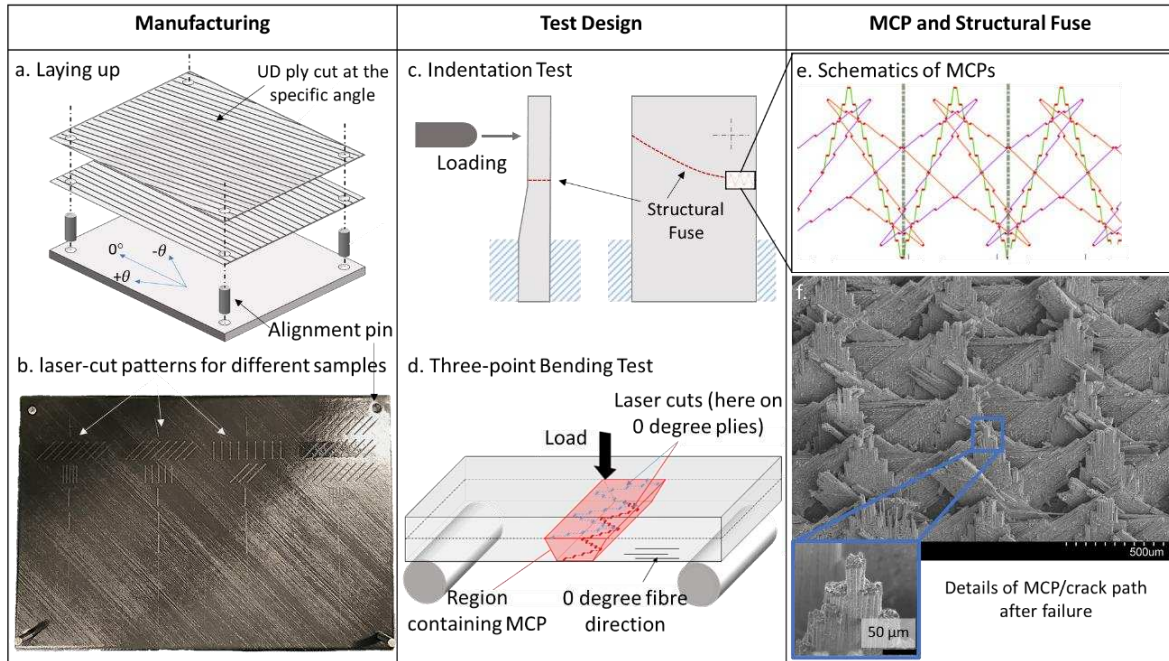 Manufacturing
Test Design
MCP and Structural Fuse
a. Laying up
UD ply cut at the
specific angle
0°
-θ
+θ
Alignment pin
b. laser-cut patterns for different samples
c. Indentation Test
Loading
Structural
Fuse
d. Three-point Bending Test
Laser cuts (here on
0 degree plies)
Load
Region
containing MCP
0 degree fibre
direction
e. Schematics of MCPs
f.
500um
50 μm
Details of MCP/crack path
after failure